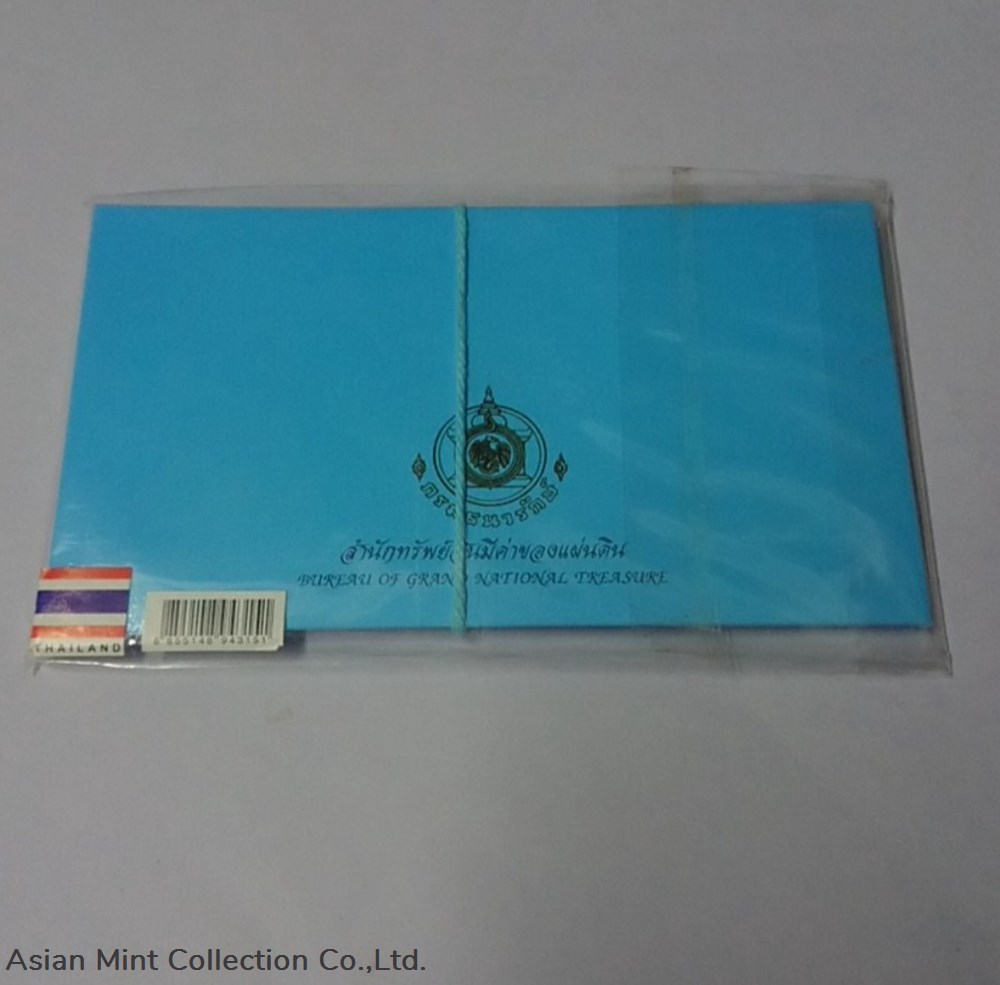 กรมธนารักษ์
สำนักทรัพย์สินมีค่าของแผ่นดิน
BUREAU OF GRAND NATIONAL TREASURE
THAILAND
Asian Mint Collection Co.,Ltd.